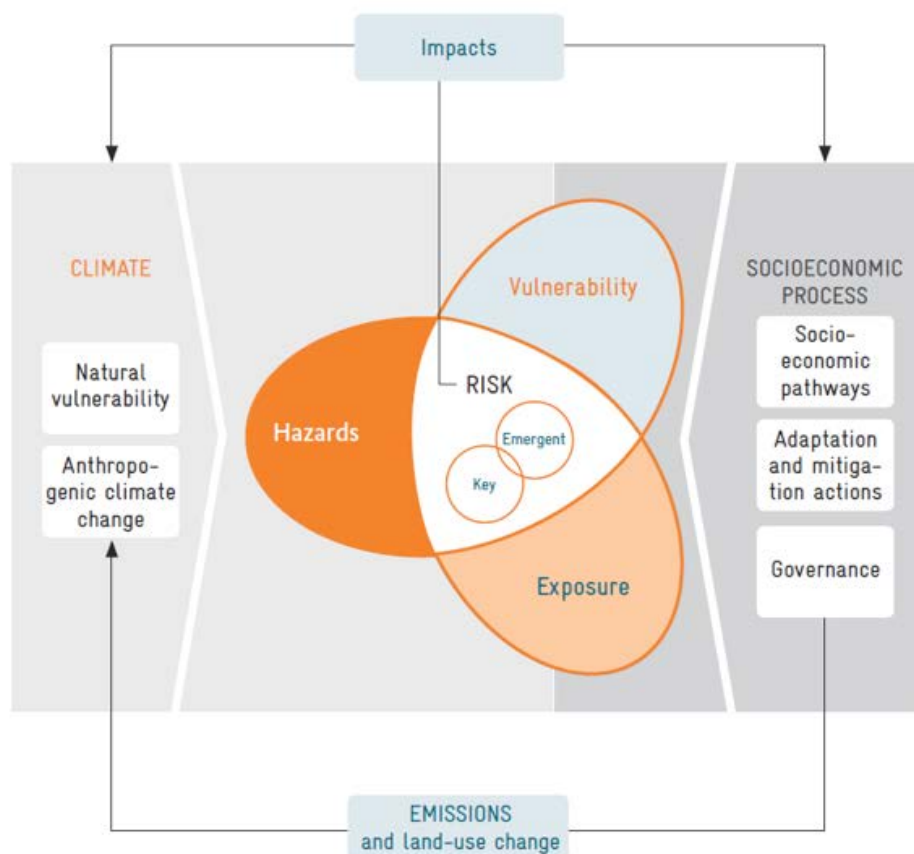 Impacts
CLIMATE
Natural
vulnerability
Anthropo-
genic climate
change
Hazards
Vulnerability
RISK
Emergent
Key
Exposure
SOCIOECONOMIC
PROCESS
Socio-
economic
pathways
Adaptation
and mitiga-
tion actions
Governance
EMISSIONS
and land-use change